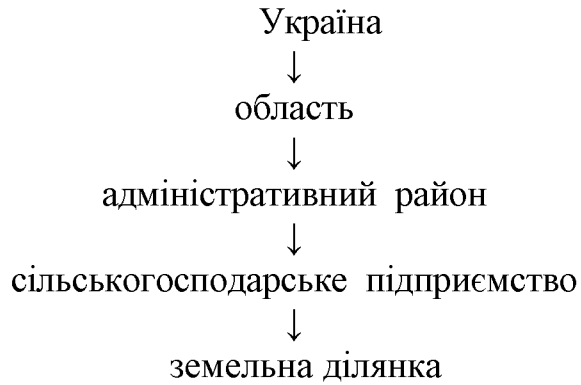 Україна
↓
область
↓
адміністративний район
↓
сільськогосподарське підприємство
↓
земельна ділянка